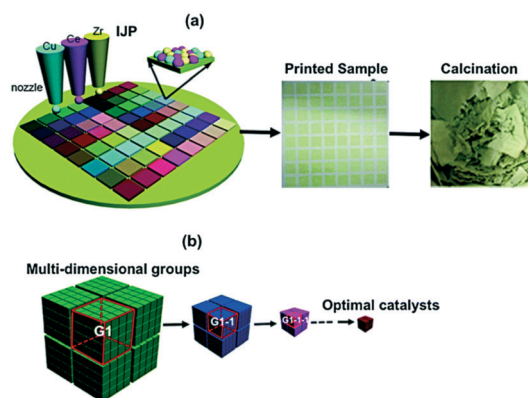 (a)
Cu Ce Zr IJP
nozzle
Printed Sample
Calcination
(b)
Multi-dimensional groups
G1
G1-1
G1-1-1
Optimal catalysts